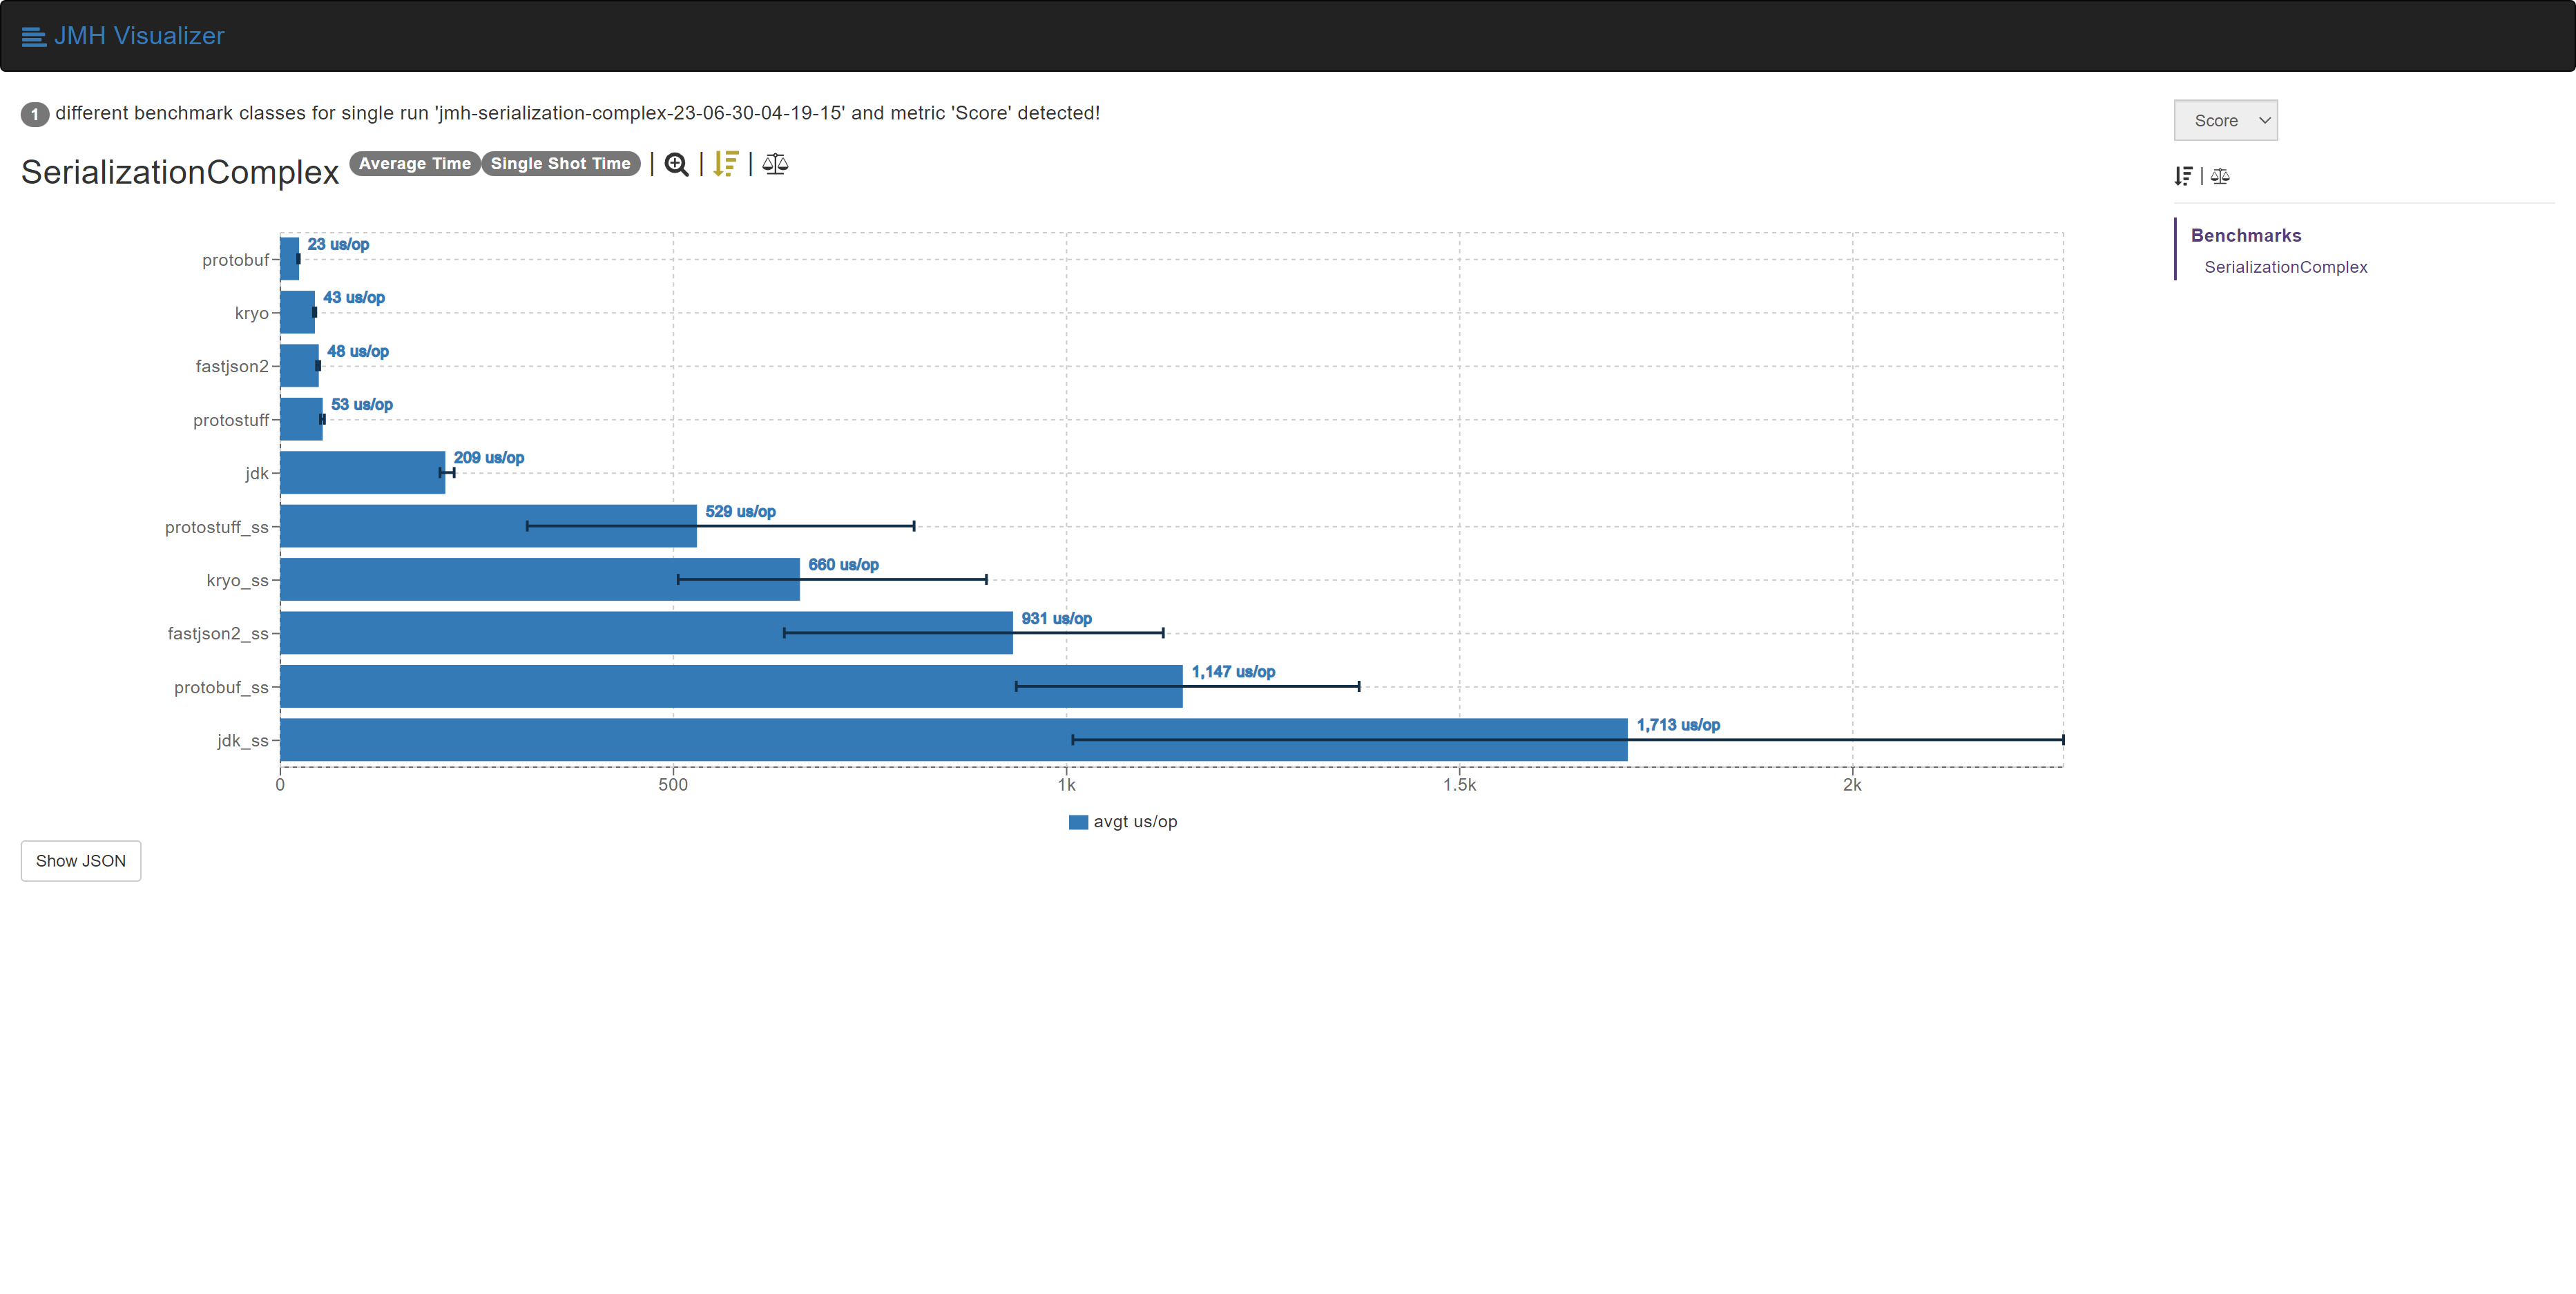 JMH Visualizer
1 different benchmark classes for single run 'jmh-serialization-complex-23-06-30-04-19-15' and metric 'Score' detected!
SerializationComplex Average Time Single Shot Time | | |
protobuf 23 us/op
kryo 43 us/op
fastjson2 48 us/op
protostuff 53 us/op
jdk 209 us/op
protostuff_ss 529 us/op
kryo_ss 660 us/op
fastjson2_ss 931 us/op
protobuf_ss 1,147 us/op
jdk_ss 1,713 us/op
0 500 1k 1.5k 2k
avgt us/op
Show JSON
Score
|
Benchmarks
SerializationComplex